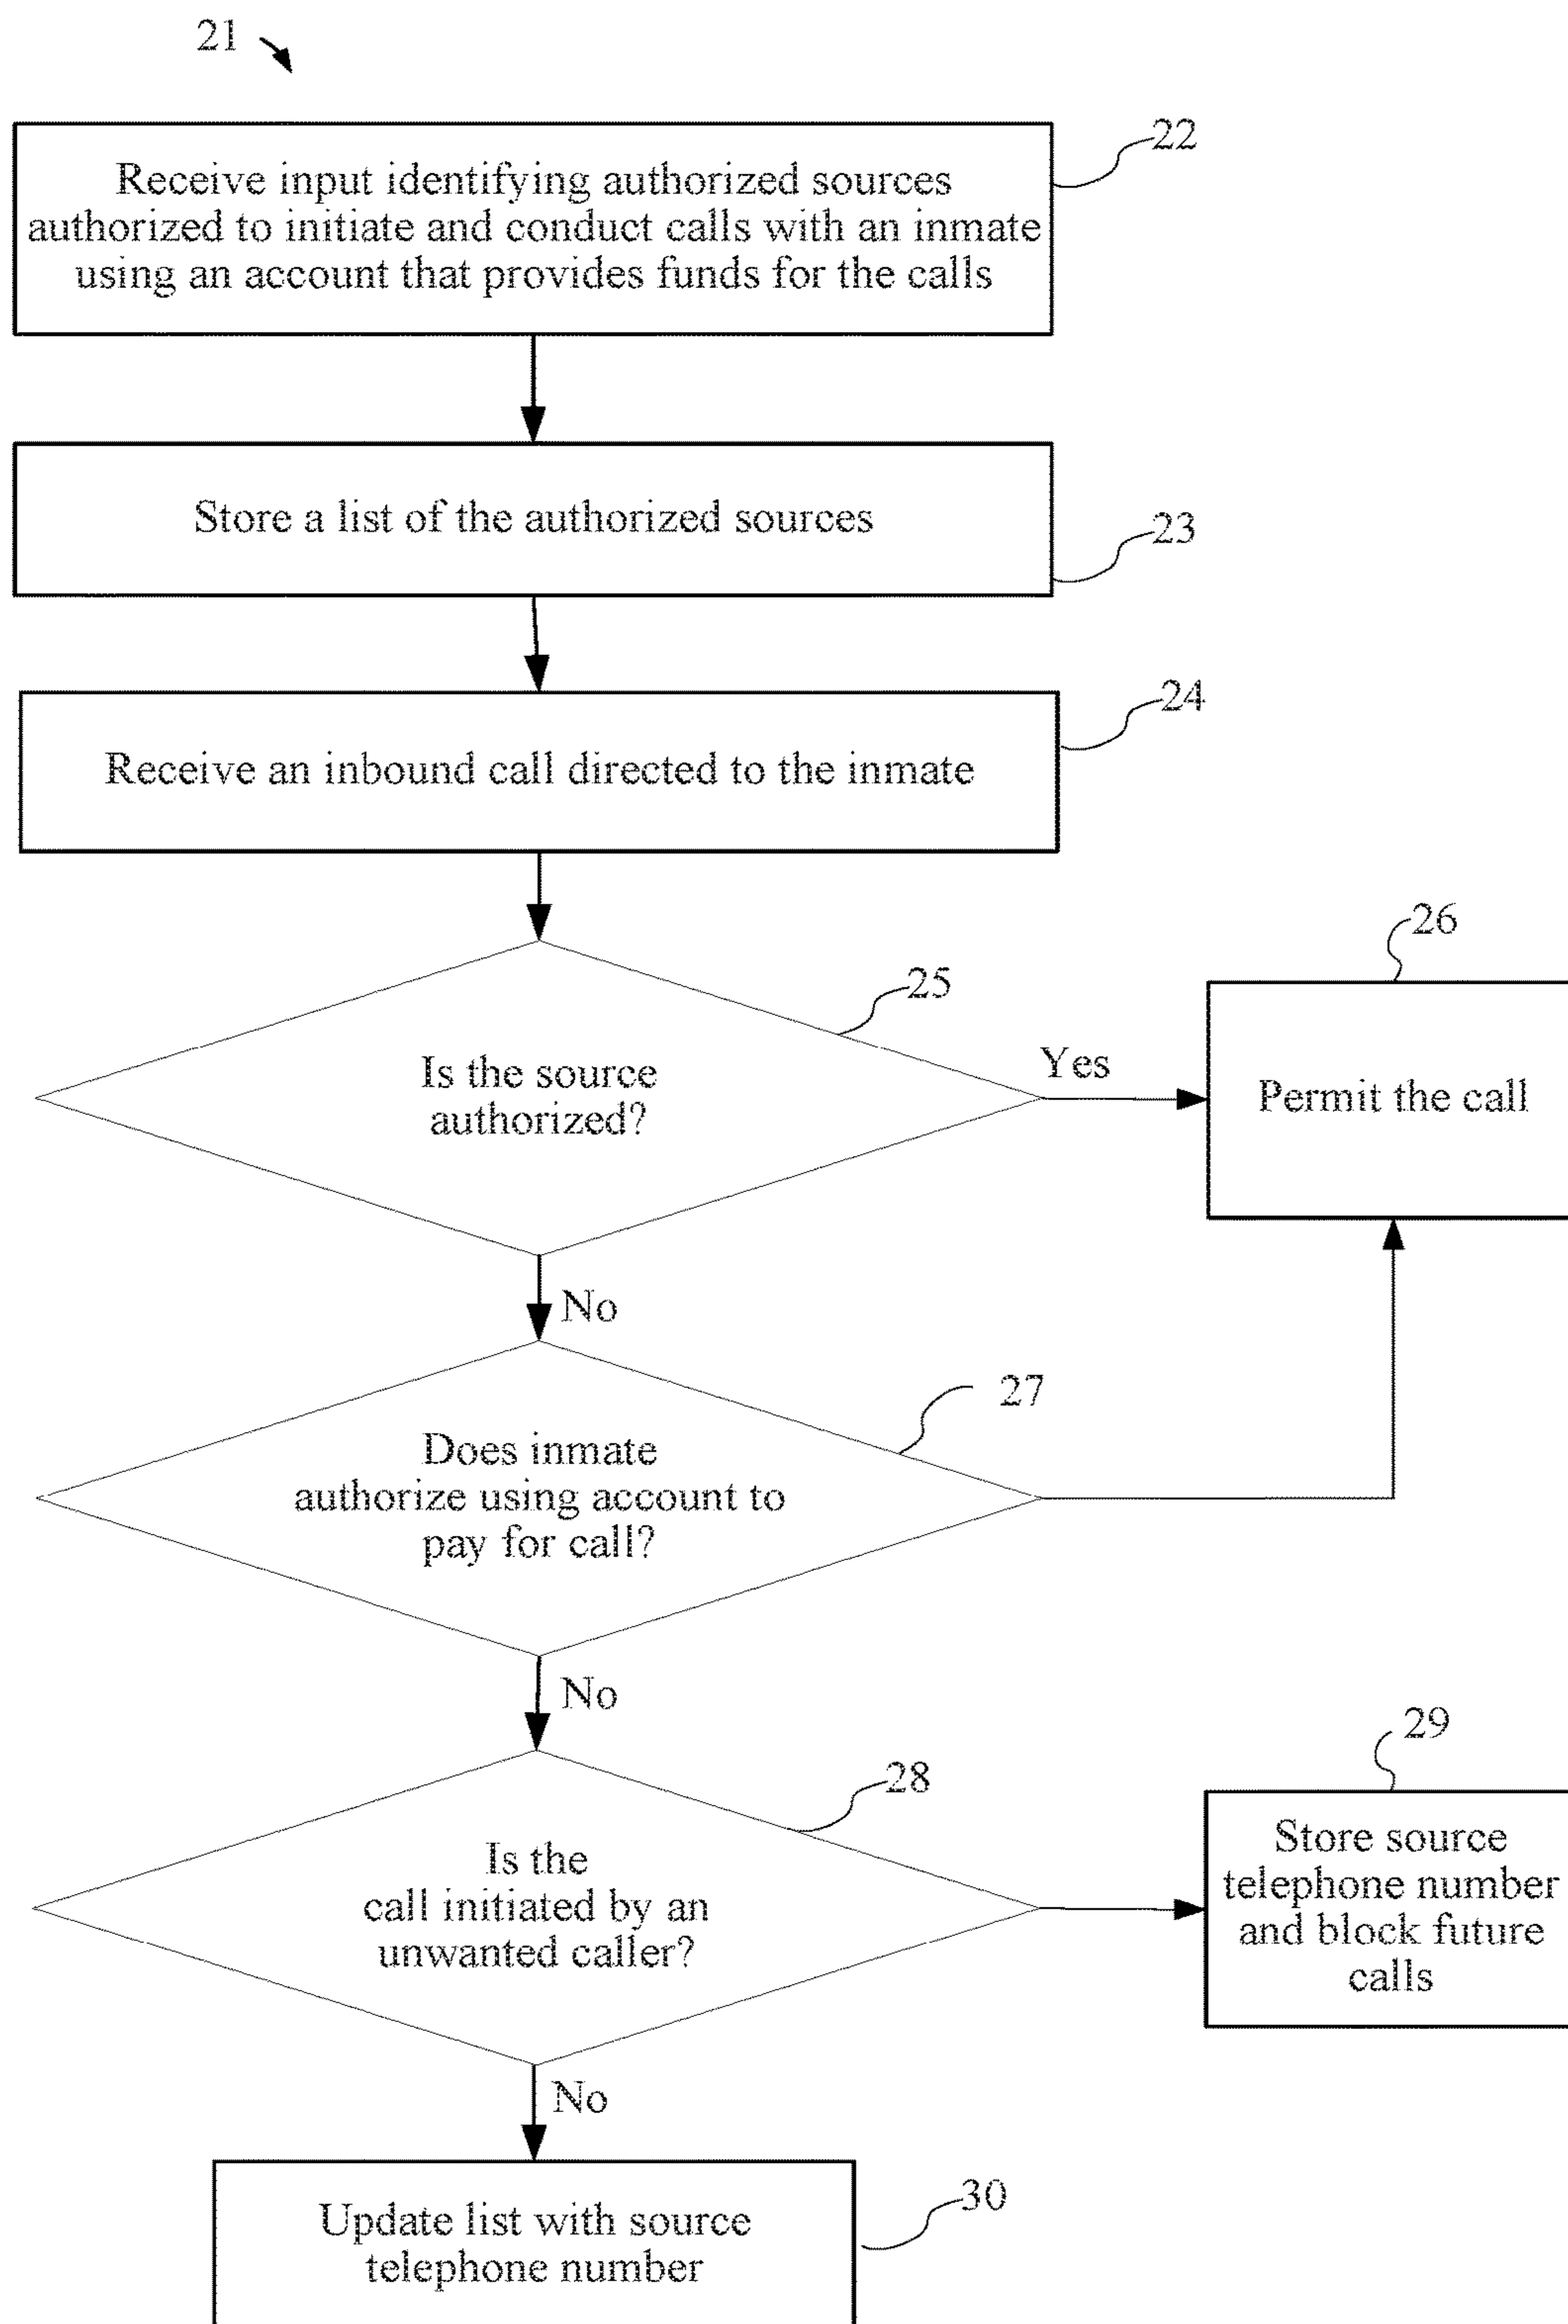 21
22
Receive input identifying authorized sources
authorized to initiate and conduct calls with an inmate
using an account that provides funds for the calls
Store a list of the authorized sources
23
24
Receive an inbound call directed to the inmate
26
25
Is the source
authorized?
Yes
Permit the call
No
27
Does inmate
authorize using account to
pay for call?
No
29
28
Is the
call initiated by an
unwanted caller?
Store source
telephone number
and block future
calls
No
30
Update list with source
telephone number